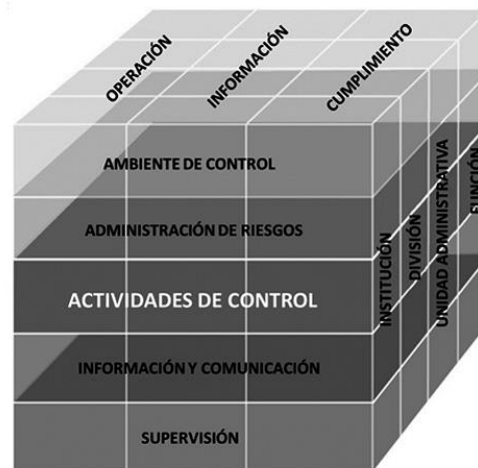 OPERACIÓN
INFORMACIÓN
CUMPLIMIENTO
AMBIENTE DE CONTROL
ADMINISTRACIÓN DE RIESGOS
ACTIVIDADES DE CONTROL
INFORMACIÓN Y COMUNICACIÓN
SUPERVISIÓN
INSTITUCIÓN
DIVISIÓN
UNIDAD ADMINISTRATIVA
FUNCIÓN